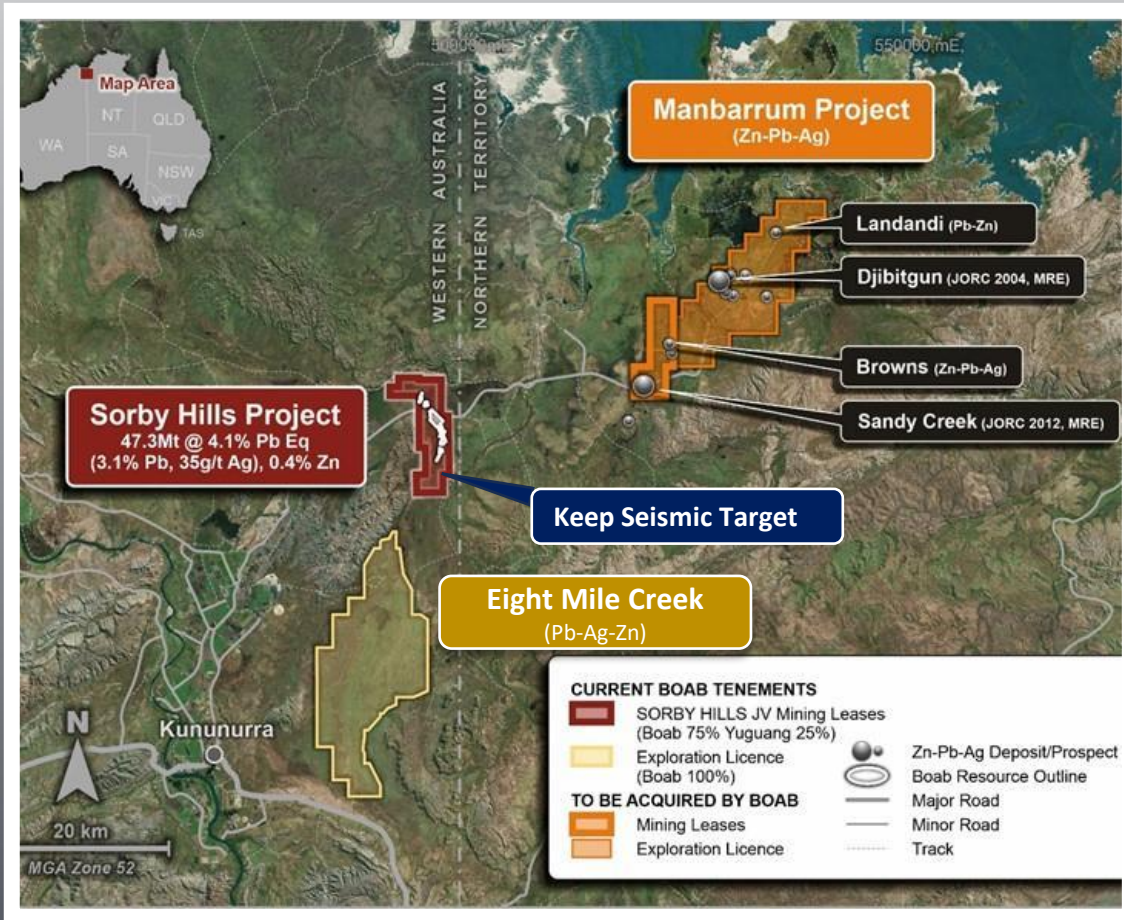 500000mE
550000mE
Map Area
NT
QLD
WA
SA
NSW
VIC
TAS
WESTERN AUSTRALIA
NORTHERN TERRITORY
Manbarrum Project
(Zn-Pb-Ag)
Landandi (Pb-Zn)
Djibitgun (JORC 2004, MRE)
Browns (Zn-Pb-Ag)
Sandy Creek (JORC 2012, MRE)
Sorby Hills Project
47.3Mt @ 4.1% Pb Eq
(3.1% Pb, 35g/t Ag), 0.4% Zn
Keep Seismic Target
Eight Mile Creek
(Pb-Ag-Zn)
Kununurra
N
20 km
MGA Zone 52
CURRENT BOAB TENEMENTS
SORBY HILLS JV Mining Leases
(Boab 75% Yuguang 25%)
Exploration Licence
(Boab 100%)
TO BE ACQUIRED BY BOAB
Mining Leases
Exploration Licence
Zn-Pb-Ag Deposit/Prospect
Boab Resource Outline
Major Road
Minor Road
Track